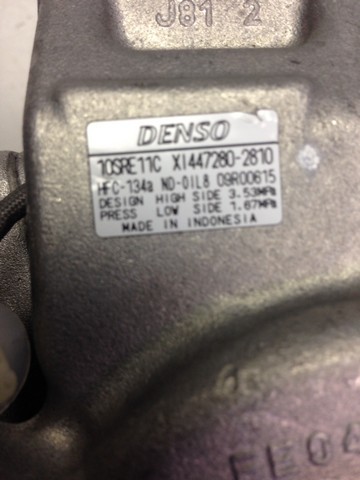 J81 2
DENSO
10SRE11C XI447280-2810
HFC-134a ND-OIL8 09R00615
DESIGN HIGH SIDE 3.53MPa
PRESS LOW SIDE 1.67MPa
MADE IN INDONESIA